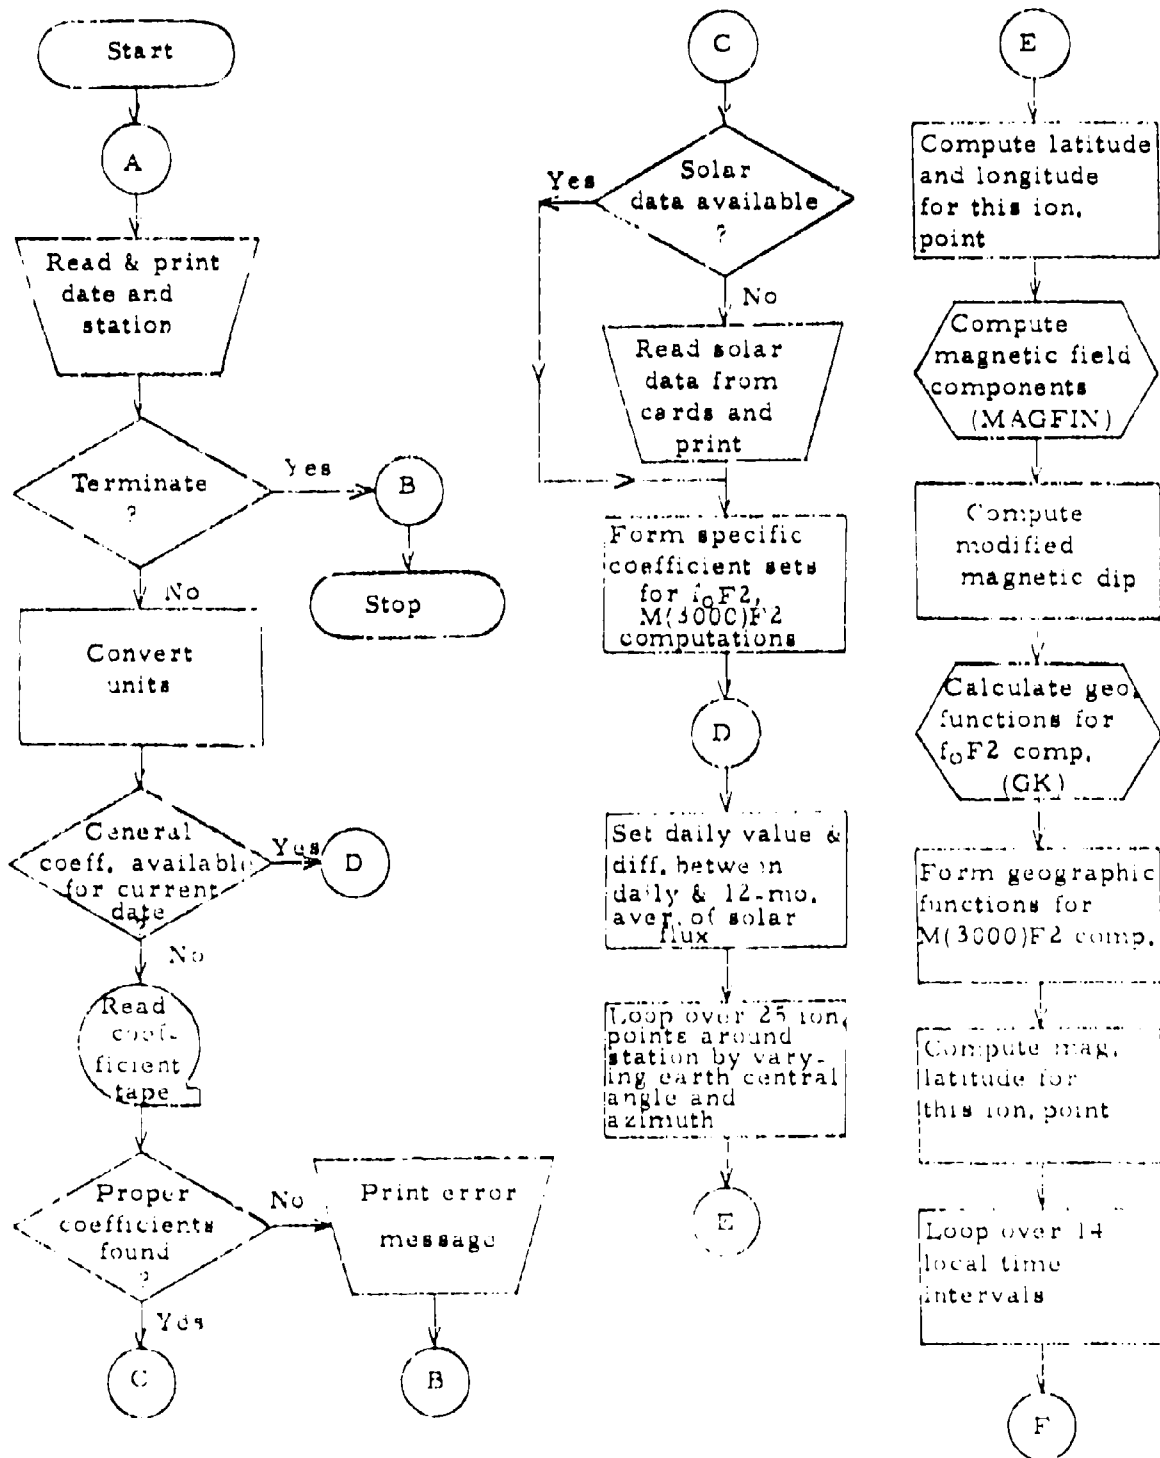 Start
A
Read & print
date and
station
Terminate
?
Yes
B
Stop
No
Convert
units
General
coeff. available
for current
date
?
Yes
D
No
Read
coef-
ficient
tape
Proper
coefficients
found
?
No
Print error
message
B
Yes
C
C
Solar
data available
?
Yes
No
Read solar
data from
cards and
print
Form specific
coefficient sets
for foF2,
M(3000)F2
computations
D
Set daily value &
diff. between
daily & 12-mo.
aver. of solar
flux
Loop over 25 ion.
points around
station by vary-
ing earth central
angle and
azimuth
E
E
Compute latitude
and longitude
for this ion.
point
Compute
magnetic field
components
(MAGFIN)
Compute
modified
magnetic dip
Calculate geo.
functions for
foF2 comp.
(GK)
Form geographic
functions for
M(3000)F2 comp.
Compute mag.
latitude for
this ion. point
Loop over 14
local time
intervals
F